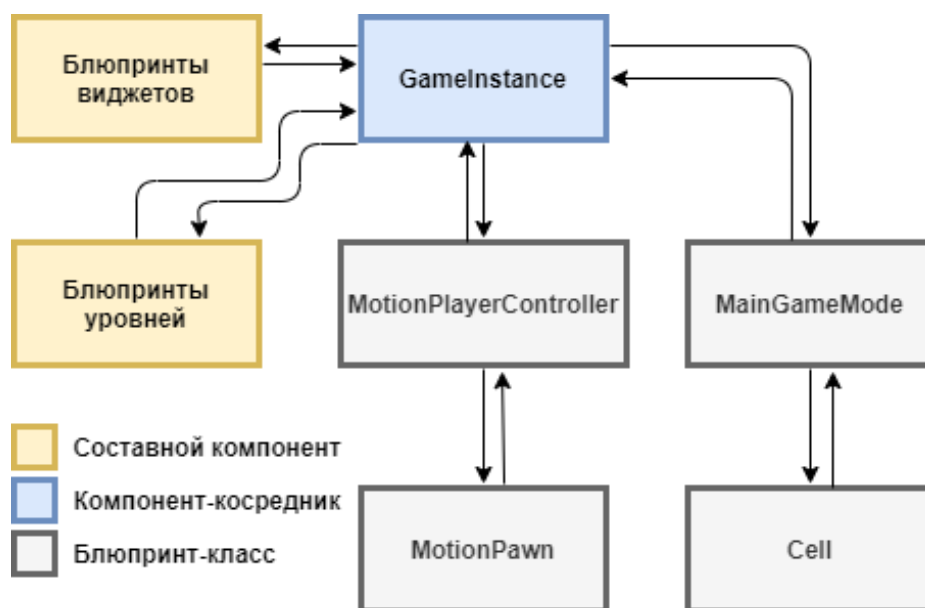 Блюпринты
виджетов
GameInstance
Блюпринты
уровней
MotionPlayerController
MainGameMode
Составной компонент
Компонент-косредник
Блюпринт-класс
MotionPawn
Cell